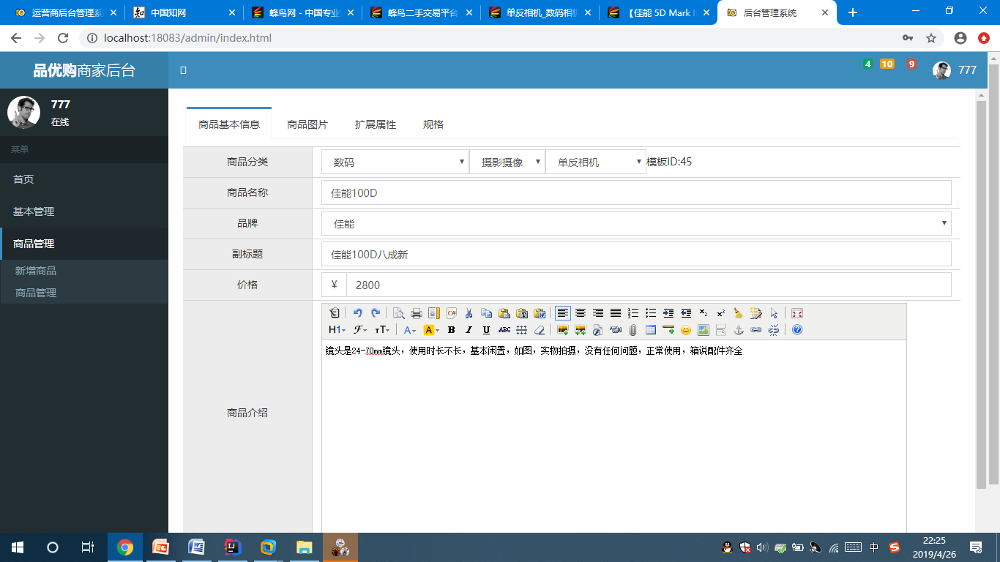 运营商后台管理系
中国知网
蜂鸟网 - 中国专业
蜂鸟二手交易平台
单反相机_数码相机
【佳能 5D Mark I
后台管理系统
localhost:18083/admin/index.html
品优购商家后台
4 10 9 777
777
在线
菜单
首页
基本管理
商品管理
新增商品
商品管理
商品基本信息 商品图片 扩展属性 规格
商品分类 数码 摄影摄像 单反相机 模板ID:45
商品名称 佳能100D
品牌 佳能
副标题 佳能100D八成新
价格 ¥ 2800
商品介绍
镜头是24-70mm镜头，使用时长不长，基本闲置，如图，实物拍摄，没有任何问题，正常使用，箱说配件齐全
22:25
2019/4/26
中